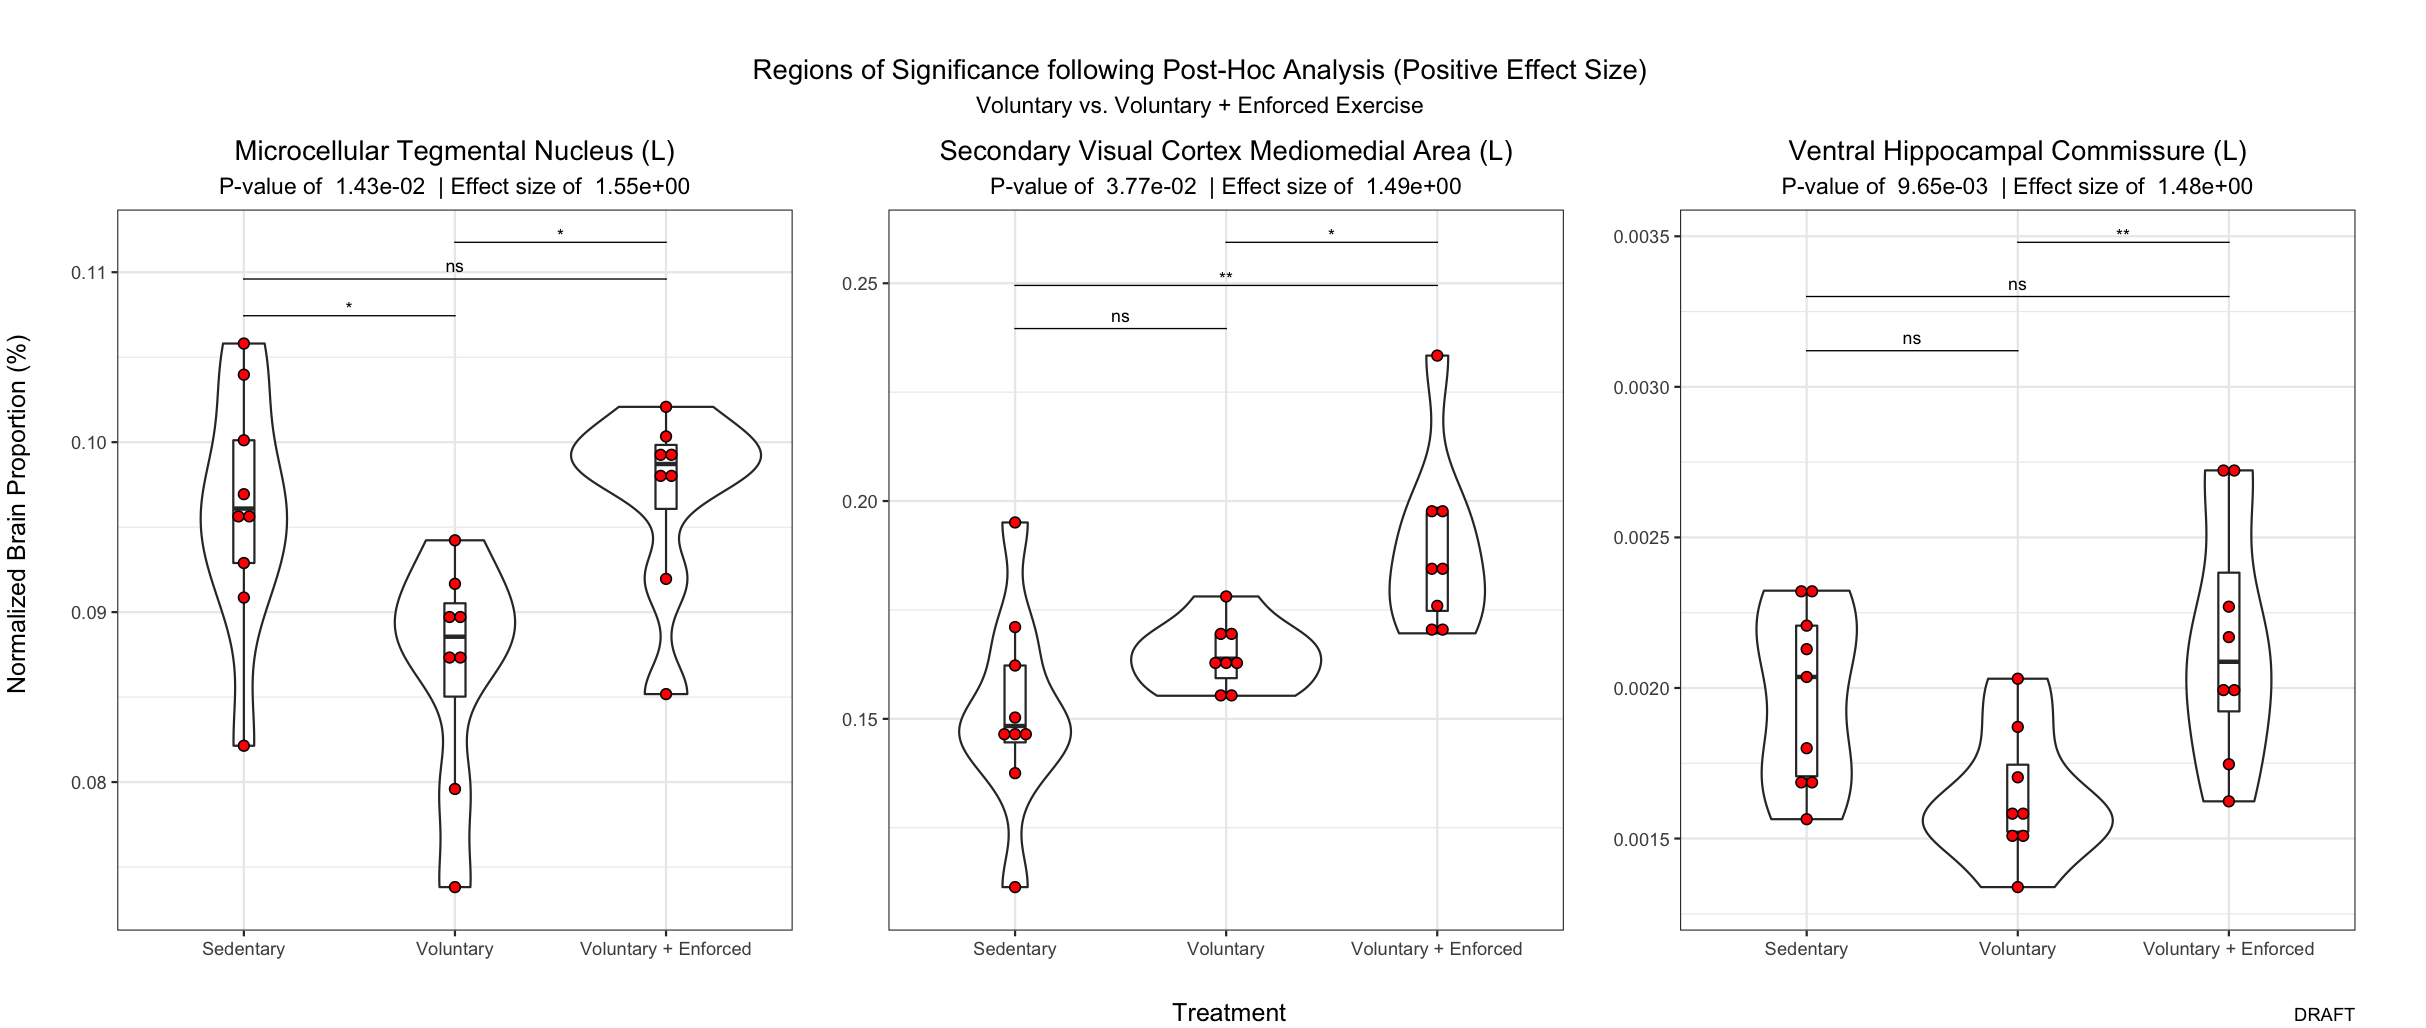 Regions of Significance following Post-Hoc Analysis (Positive Effect Size)
Voluntary vs. Voluntary + Enforced Exercise
Normalized Brain Proportion (%)
Microcellular Tegmental Nucleus (L)
P-value of 1.43e-02 | Effect size of 1.55e+00
*
ns
*
0.11
0.10
0.09
0.08
Sedentary Voluntary Voluntary + Enforced
Secondary Visual Cortex Mediomedial Area (L)
P-value of 3.77e-02 | Effect size of 1.49e+00
*
**
ns
0.25
0.20
0.15
Sedentary Voluntary Voluntary + Enforced
Ventral Hippocampal Commissure (L)
P-value of 9.65e-03 | Effect size of 1.48e+00
**
ns
ns
0.0035
0.0030
0.0025
0.0020
0.0015
Sedentary Voluntary Voluntary + Enforced
Treatment
DRAFT